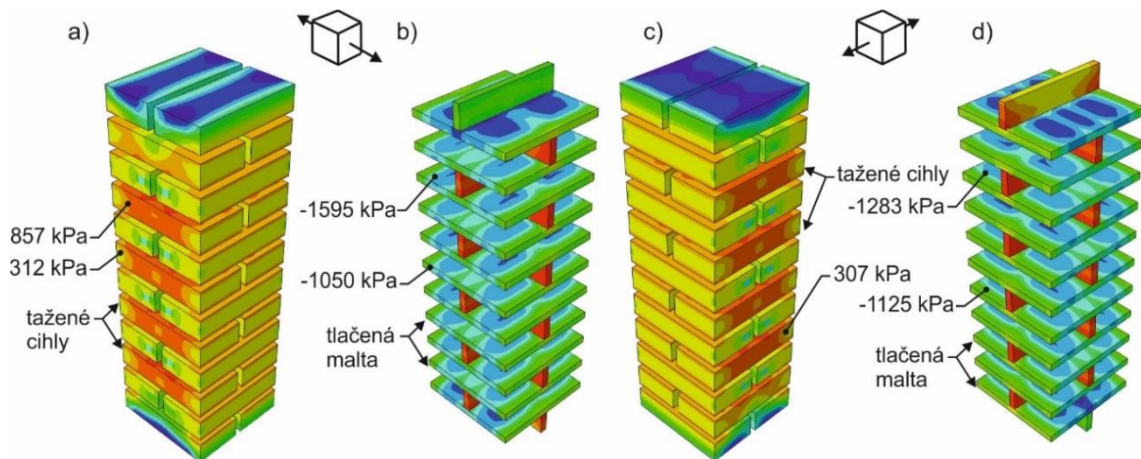 a)
b)
c)
d)
857 kPa
312 kPa
tažené
cihly
-1595 kPa
-1050 kPa
tlačená
malta
tažené cihly
307 kPa
-1283 kPa
-1125 kPa
tlačená
malta